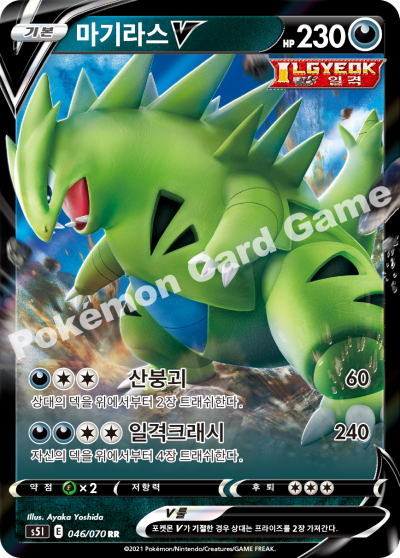 기본 마기라스 V HP 230
ILGYEOK
일격
Pokémon Card Game
산붕괴 60
상대의 덱을 위에서부터 2장 트래쉬한다.
일격크래시 240
자신의 덱을 위에서부터 4장 트래쉬한다.
약점 ×2 저항력 후퇴
Illus. Ayaka Yoshida
V룰
s5I E 046/070 RR
포켓몬 V가 기절한 경우 상대는 프라이즈를 2장 가져간다.
©2021 Pokémon/Nintendo/Creatures/GAME FREAK.